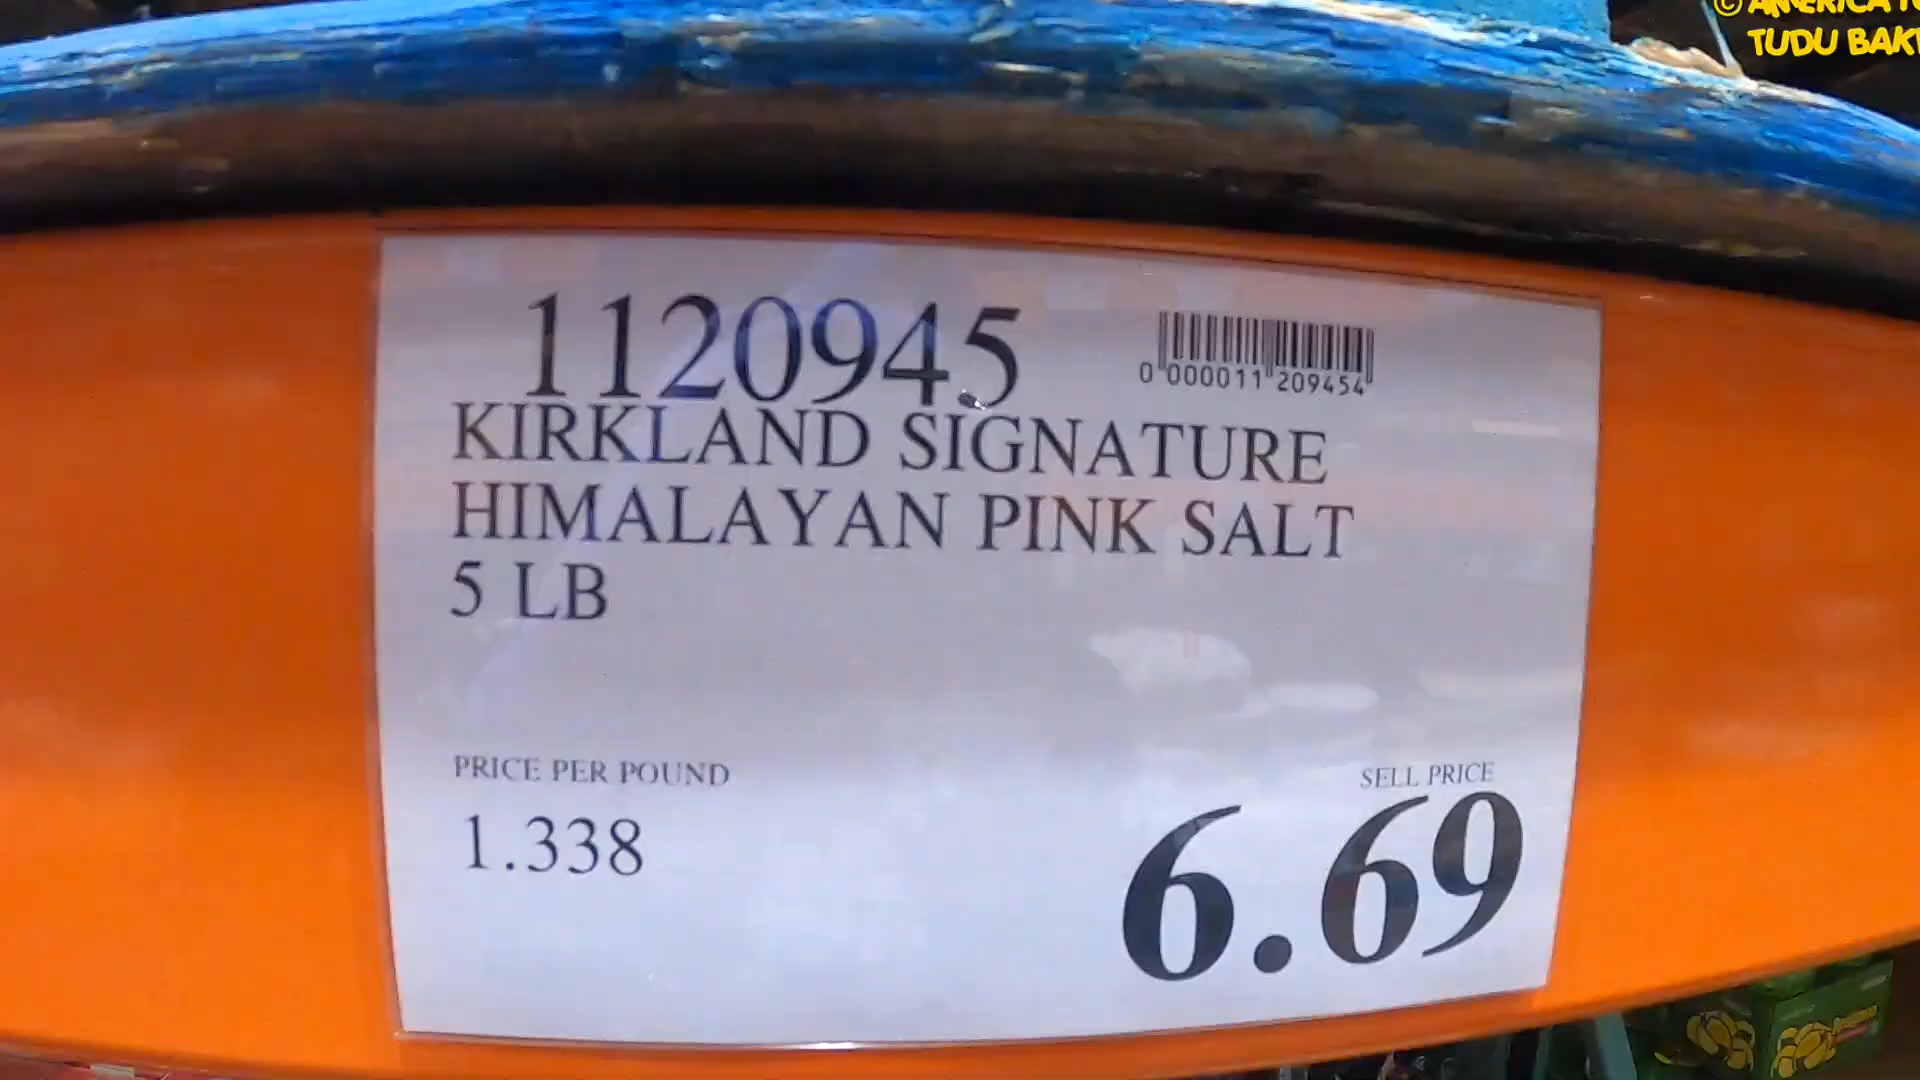 1120945
0 000011 209454
KIRKLAND SIGNATURE
HIMALAYAN PINK SALT
5 LB
PRICE PER POUND
1.338
SELL PRICE
6.69
©
TUDU